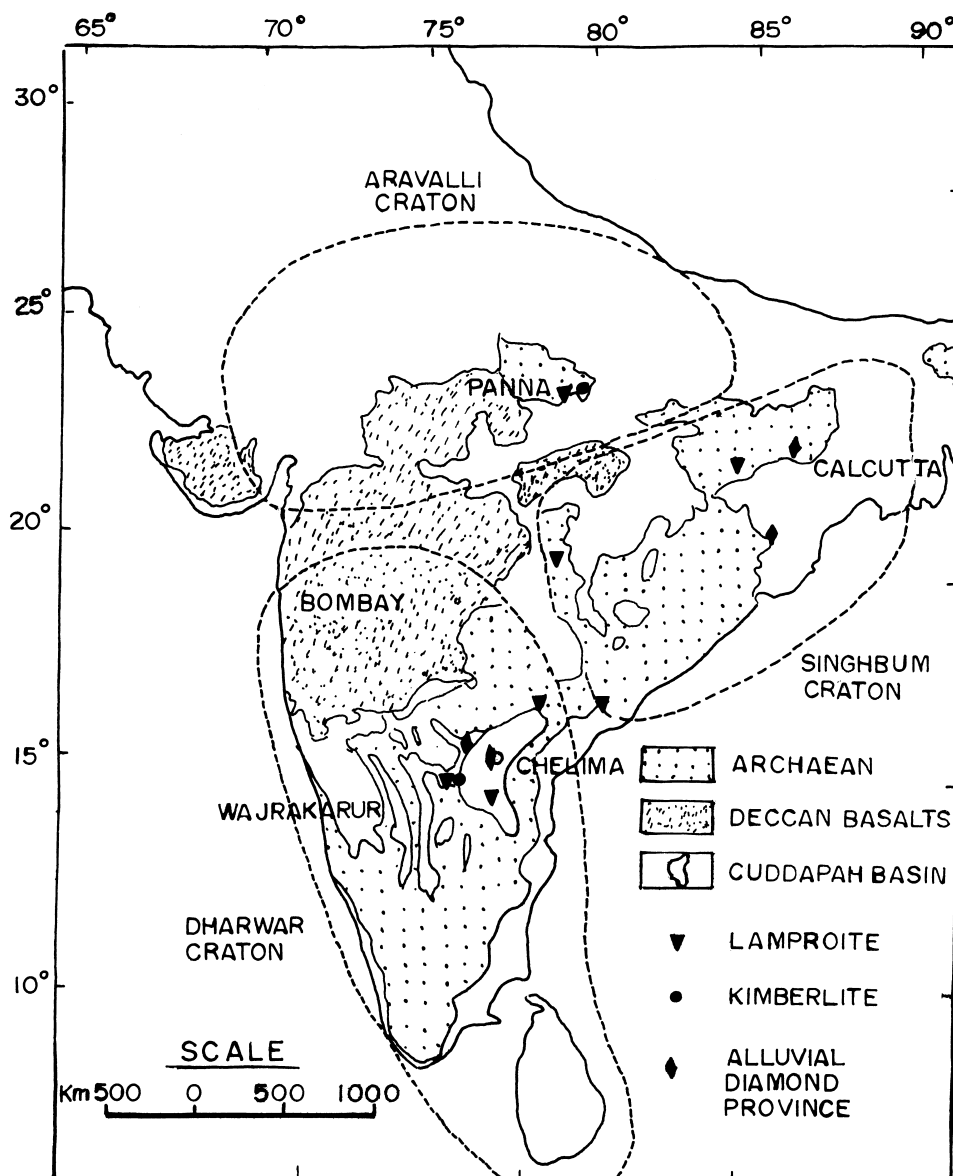 65° 70° 75° 80° 85° 90°
30°
ARAVALLI
CRATON
25°
PANNA
CALCUTTA
20°
BOMBAY
SINGHBUM
CRATON
15°
CHELIMA
ARCHAEAN
WAJRAKARUR
DECCAN BASALTS
CUDDAPAH BASIN
DHARWAR
CRATON
LAMPROITE
10°
KIMBERLITE
SCALE
Km 500 0 500 1000
ALLUVIAL
DIAMOND
PROVINCE